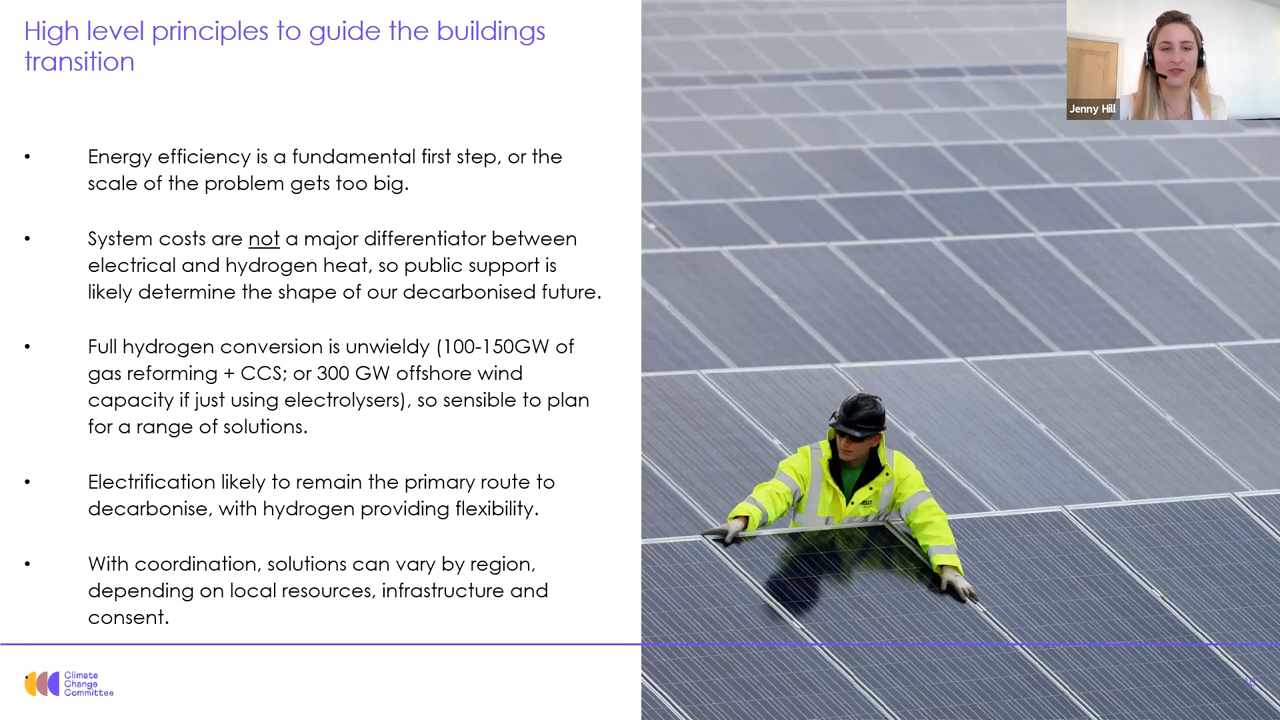 High level principles to guide the buildings
transition
Jenny Hill
• Energy efficiency is a fundamental first step, or the
scale of the problem gets too big.
• System costs are not a major differentiator between
electrical and hydrogen heat, so public support is
likely determine the shape of our decarbonised future.
• Full hydrogen conversion is unwieldy (100-150GW of
gas reforming + CCS; or 300 GW offshore wind
capacity if just using electrolysers), so sensible to plan
for a range of solutions.
• Electrification likely to remain the primary route to
decarbonise, with hydrogen providing flexibility.
• With coordination, solutions can vary by region,
depending on local resources, infrastructure and
consent.
Climate
Change
Committee